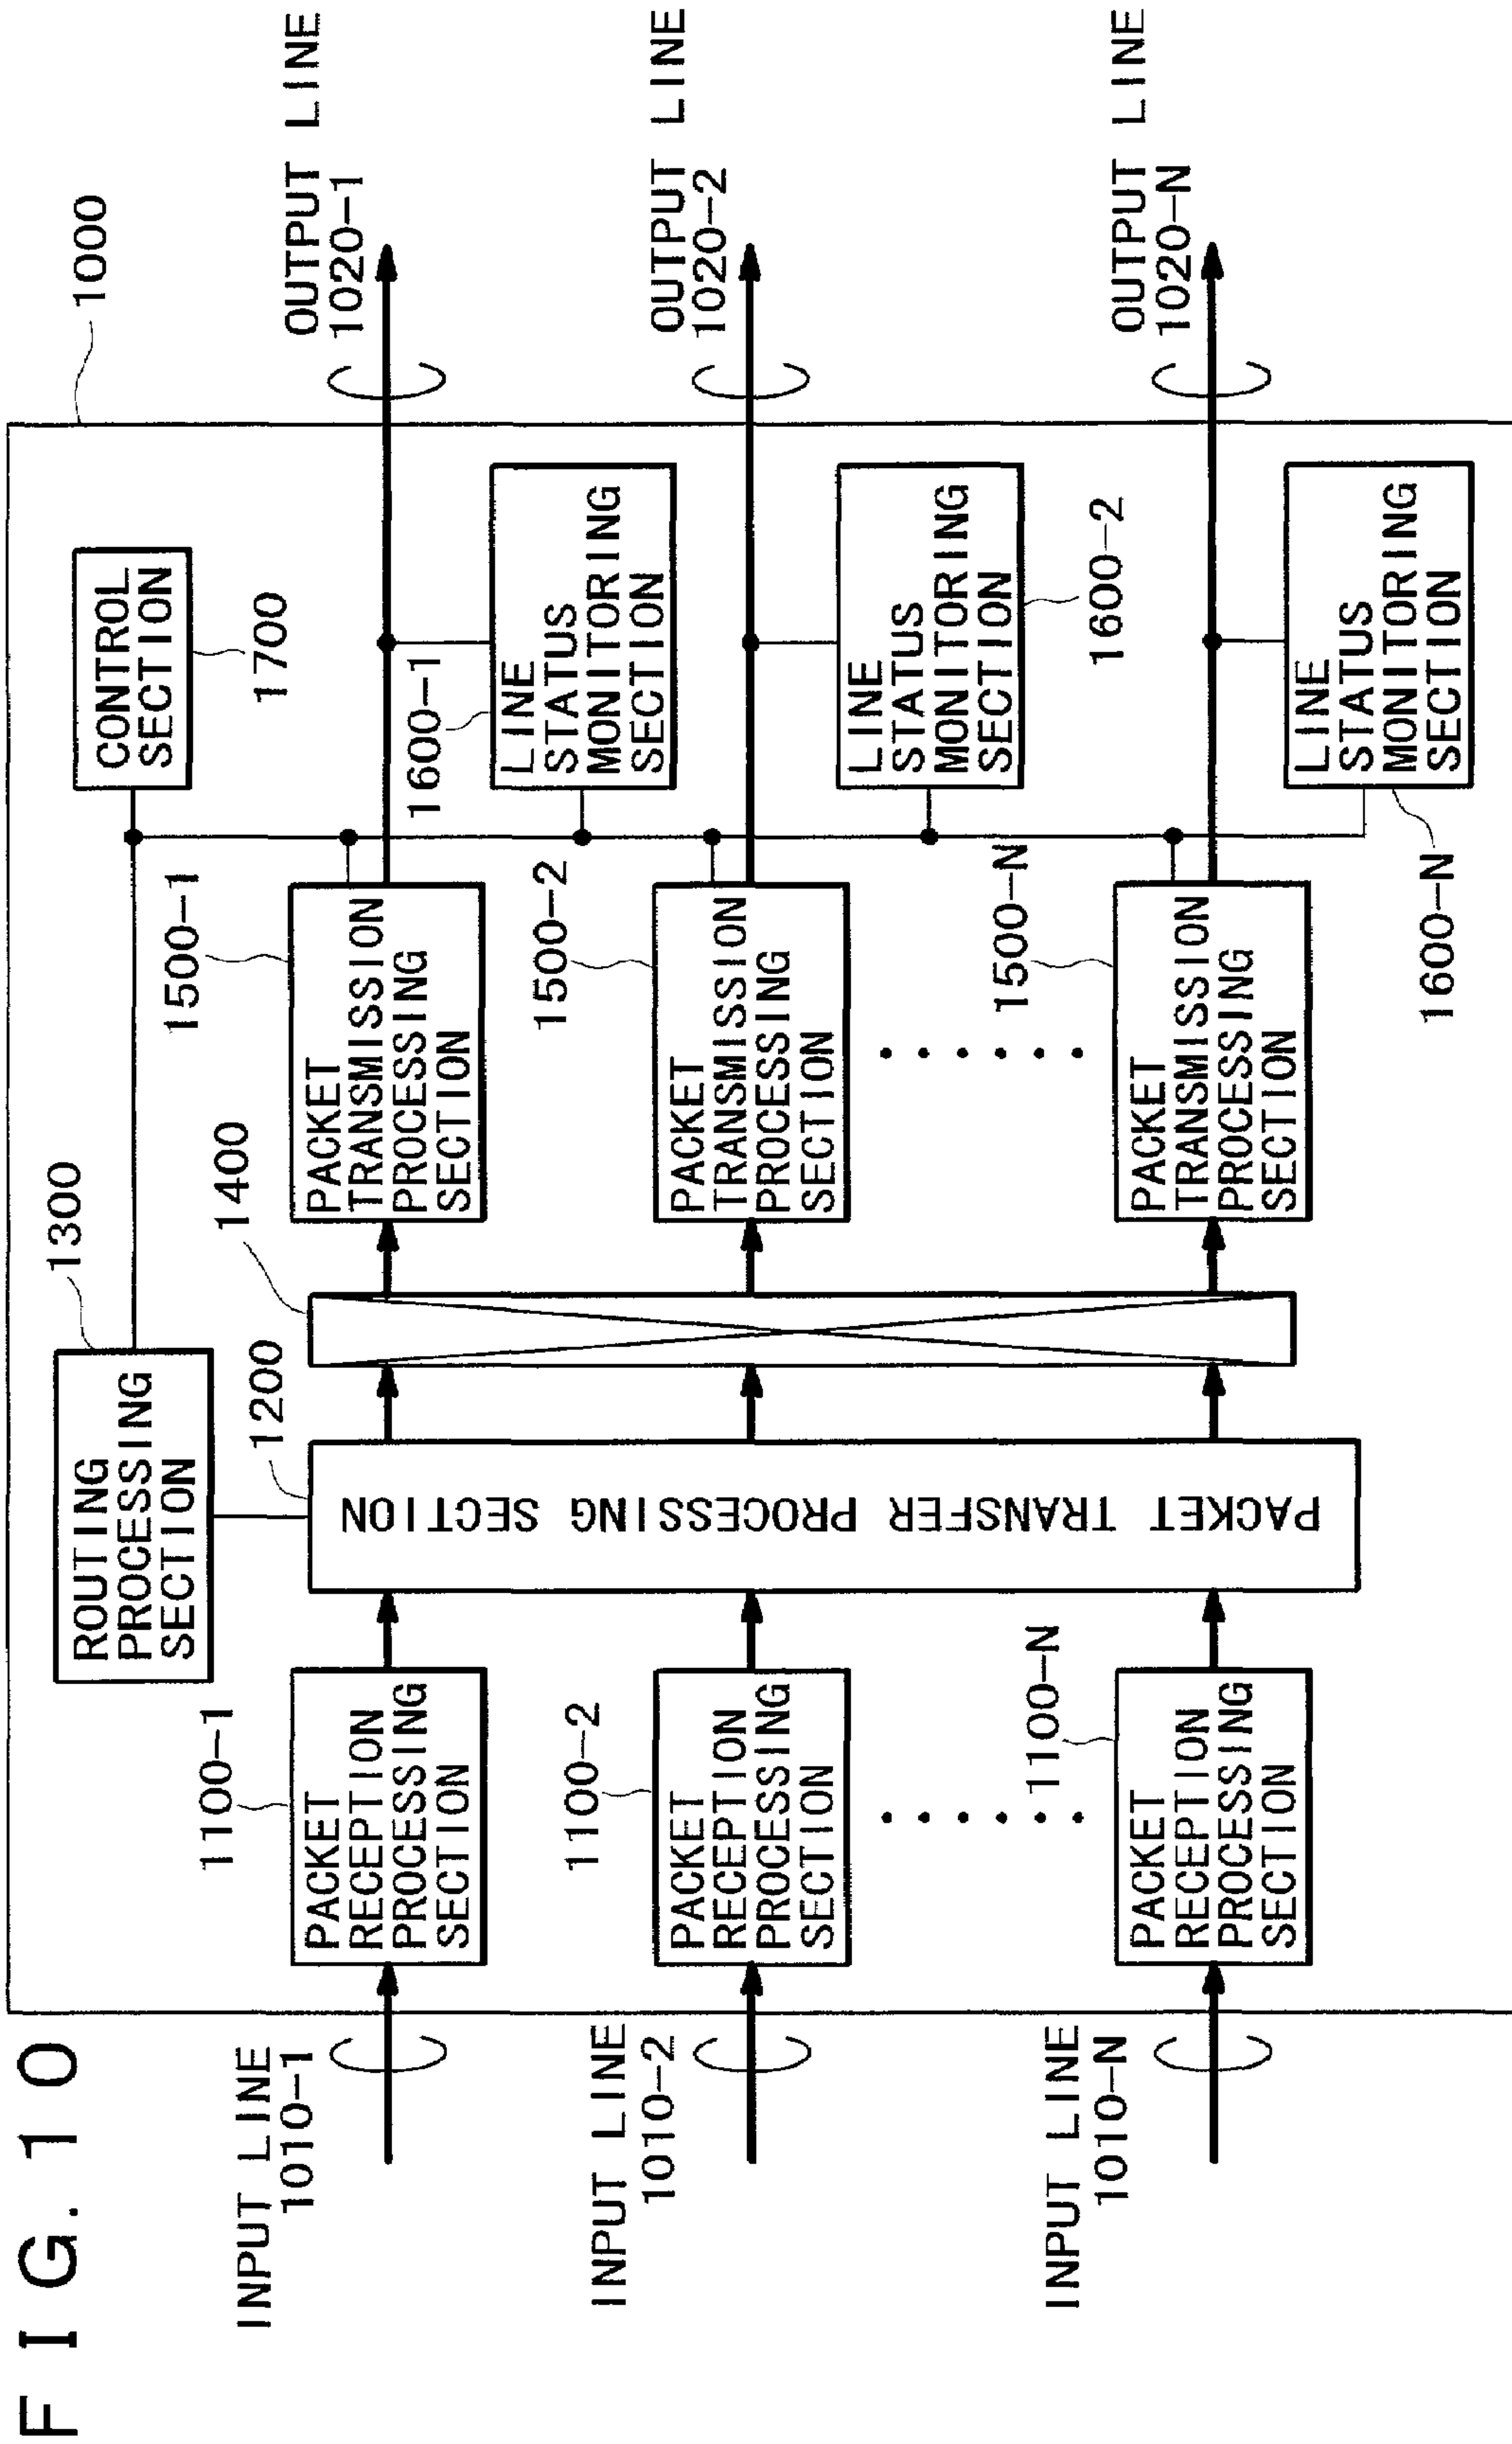 FIG. 10
1000
ROUTING
PROCESSING
SECTION
1300
CONTROL
SECTION
1700
INPUT LINE
1010-1
1100-1
PACKET
RECEPTION
PROCESSING
SECTION
1200
PACKET TRANSFER PROCESSING SECTION
1400
1500-1
PACKET
TRANSMISSION
PROCESSING
SECTION
OUTPUT LINE
1020-1
1600-1
LINE
STATUS
MONITORING
SECTION
INPUT LINE
1010-2
1100-2
PACKET
RECEPTION
PROCESSING
SECTION
1500-2
PACKET
TRANSMISSION
PROCESSING
SECTION
OUTPUT LINE
1020-2
LINE
STATUS
MONITORING
SECTION
1600-2
INPUT LINE
1010-N
1100-N
PACKET
RECEPTION
PROCESSING
SECTION
1500-N
PACKET
TRANSMISSION
PROCESSING
SECTION
OUTPUT LINE
1020-N
LINE
STATUS
MONITORING
SECTION
1600-N